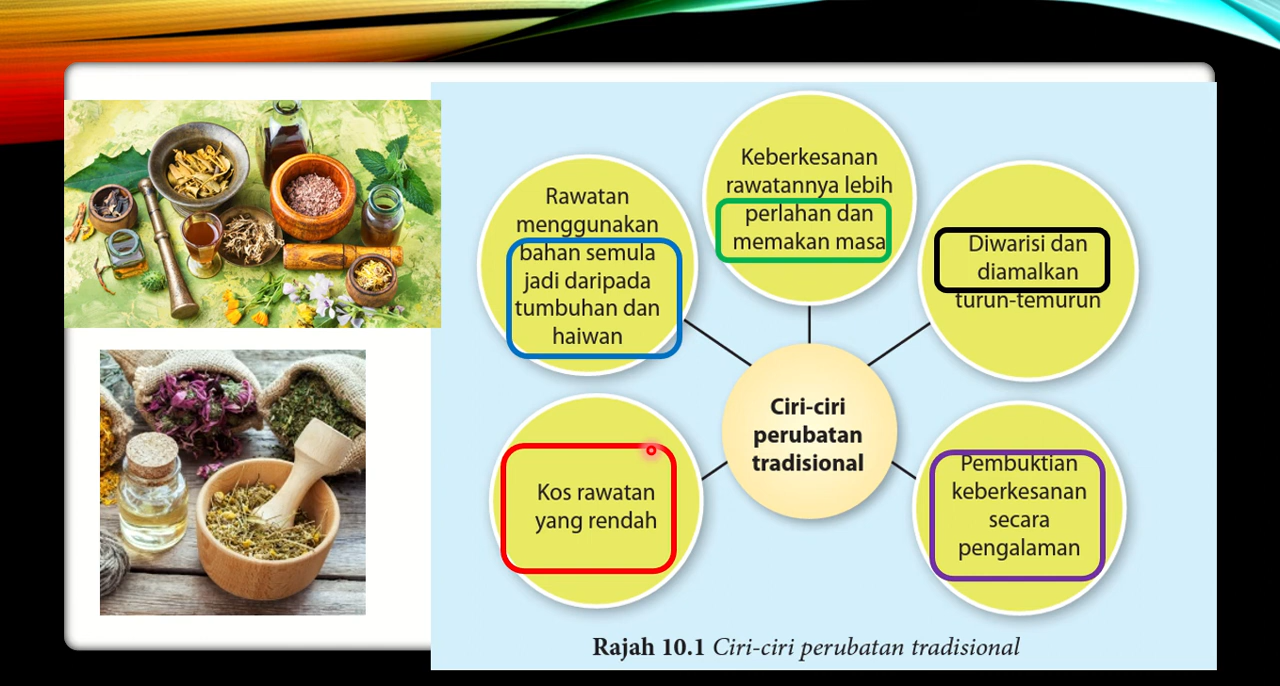 Rawatan
menggunakan
bahan semula
jadi daripada
tumbuhan dan
haiwan
Keberkesanan
rawatannya lebih
perlahan dan
memakan masa
Diwarisi dan
diamalkan
turun-temurun
Ciri-ciri
perubatan
tradisional
Kos rawatan
yang rendah
Pembuktian
keberkesanan
secara
pengalaman
Rajah 10.1 Ciri-ciri perubatan tradisional